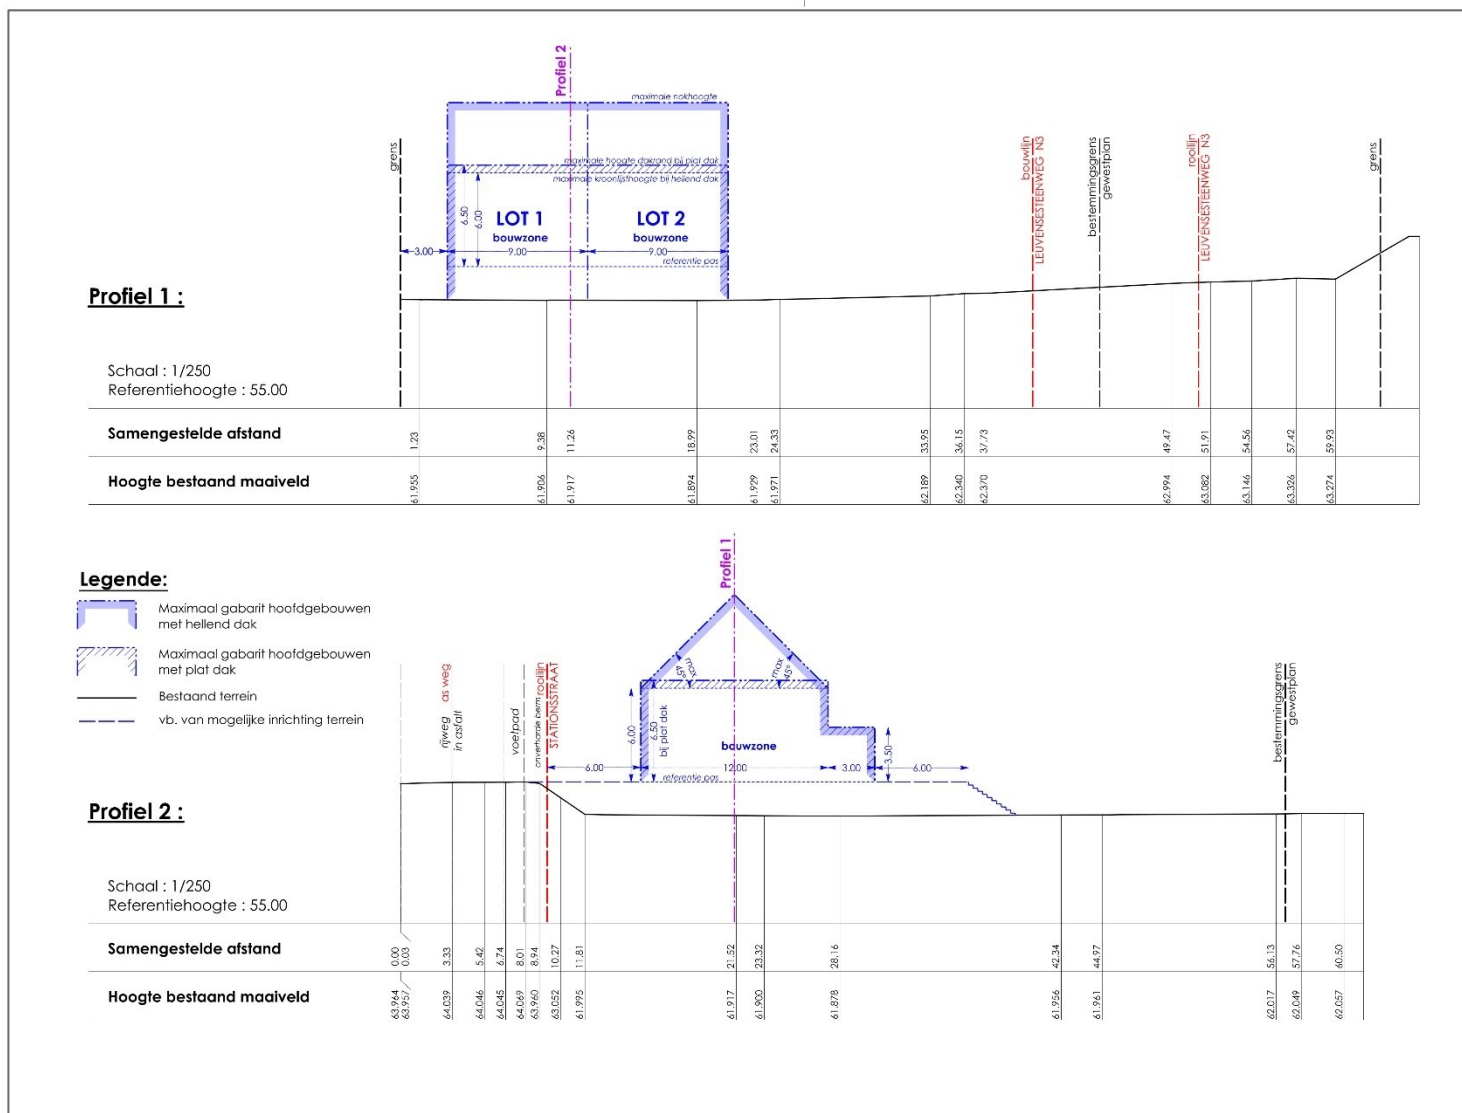 Profiel 2
maximale nokhoogte
grens
maximale hoogte dakrand bij plat dak
maximale kroonlijsthoogte bij hellend dak
bouwlijn
LEUVENSESTEENWEG N3
bestemmingsgrens
gewestplan
rooilijn
LEUVENSESTEENWEG N3
grens
6.50
6.00
LOT 1
LOT 2
bouwzone
bouwzone
3.00
9.00
9.00
referentie pas
Profiel 1 :
Schaal : 1/250
Referentiehoogte : 55.00
Samengestelde afstand
1.23 9.38 11.26 18.99 23.01 24.33 33.95 36.15 37.73 49.47 51.91 54.56 57.42 59.93
Hoogte bestaand maaiveld
61.955 61.906 61.917 61.894 61.929 61.971 62.189 62.340 62.370 62.994 63.082 63.146 63.326 63.274
Profiel 1
Legende:
Maximaal gabarit hoofdgebouwen
met hellend dak
Maximaal gabarit hoofdgebouwen
met plat dak
Bestaand terrein
vb. van mogelijke inrichting terrein
as weg
rijweg
in asfalt
voetpad
onverharde berm
rooilijn
STATIONSSTRAAT
max
45°
max
45°
6.00
6.50
bij plat dak
bouwzone
3.50
6.00
12.00
3.00
6.00
referentie pas
bestemmingsgrens
gewestplan
Profiel 2 :
Schaal : 1/250
Referentiehoogte : 55.00
Samengestelde afstand
0.00 0.03 3.33 5.42 6.74 8.01 8.94 10.27 11.81 21.52 23.32 28.16 42.34 44.97 56.13 57.76 60.50
Hoogte bestaand maaiveld
63.964 63.957 64.039 64.046 64.045 64.069 63.960 63.052 61.995 61.917 61.900 61.878 61.956 61.961 62.017 62.049 62.057